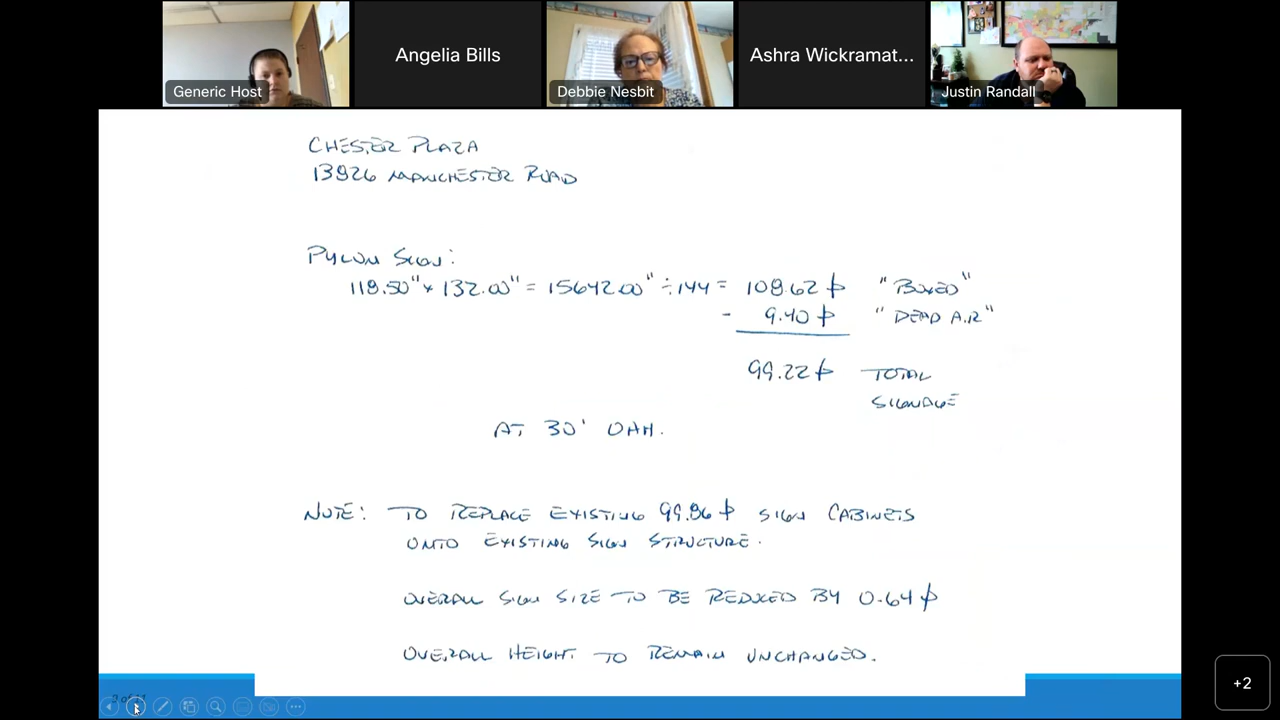 Generic Host
Angelia Bills
Debbie Nesbit
Ashra Wickramat...
Justin Randall
CHESTER PLAZA
13826 MANCHESTER ROAD
PYLON SIGN:
118.50" x 132.00" = 15642.00" ÷ 144 = 108.62 ⏍ "BOXED"
- 9.40 ⏍ "DEAD AIR"
99.22 ⏍ TOTAL
SIGNAGE
AT 30' OAH.
NOTE: TO REPLACE EXISTING 99.86 ⏍ SIGN CABINETS
ONTO EXISTING SIGN STRUCTURE.
OVERALL SIGN SIZE TO BE REDUCED BY 0.64 ⏍
OVERALL HEIGHT TO REMAIN UNCHANGED.
+2